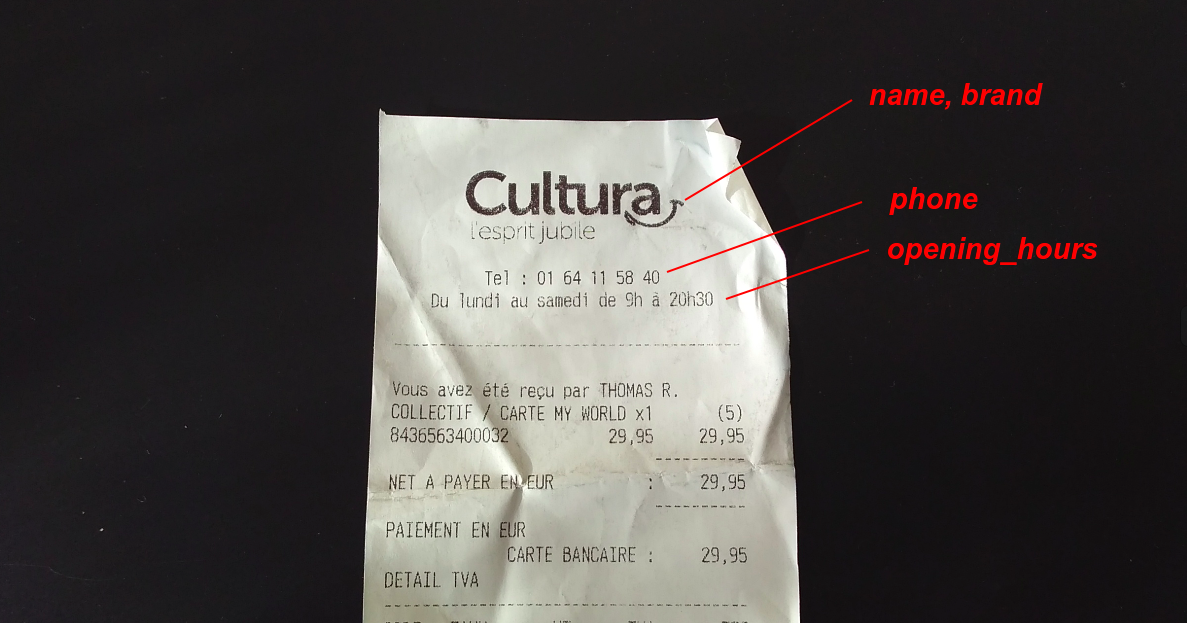 name, brand
Cultura
l'esprit jubile
phone
opening_hours
Tel : 01 64 11 58 40
Du lundi au samedi de 9h à 20h30
Vous avez été reçu par THOMAS R.
COLLECTIF / CARTE MY WORLD x1 (5)
8436563400032 29,95 29,95
NET A PAYER EN EUR : 29,95
PAIEMENT EN EUR
CARTE BANCAIRE : 29,95
DETAIL TVA